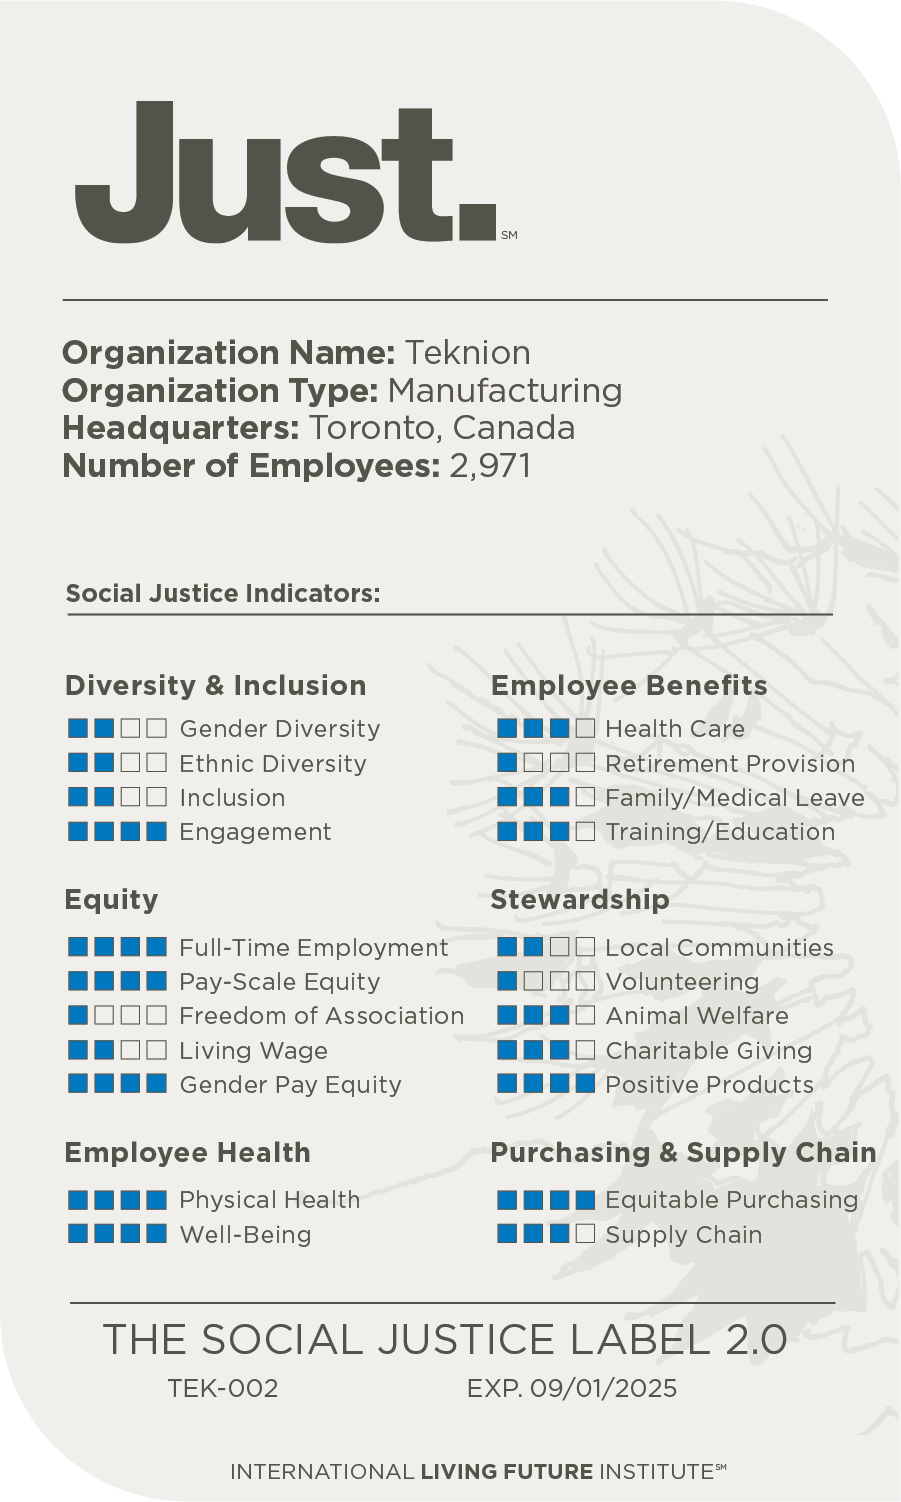 Just.℠
Organization Name: Teknion
Organization Type: Manufacturing
Headquarters: Toronto, Canada
Number of Employees: 2,971
Social Justice Indicators:
Diversity & Inclusion
Gender Diversity
Ethnic Diversity
Inclusion
Engagement
Equity
Full-Time Employment
Pay-Scale Equity
Freedom of Association
Living Wage
Gender Pay Equity
Employee Health
Physical Health
Well-Being
Employee Benefits
Health Care
Retirement Provision
Family/Medical Leave
Training/Education
Stewardship
Local Communities
Volunteering
Animal Welfare
Charitable Giving
Positive Products
Purchasing & Supply Chain
Equitable Purchasing
Supply Chain
THE SOCIAL JUSTICE LABEL 2.0
TEK-002 EXP. 09/01/2025
INTERNATIONAL LIVING FUTURE INSTITUTE℠